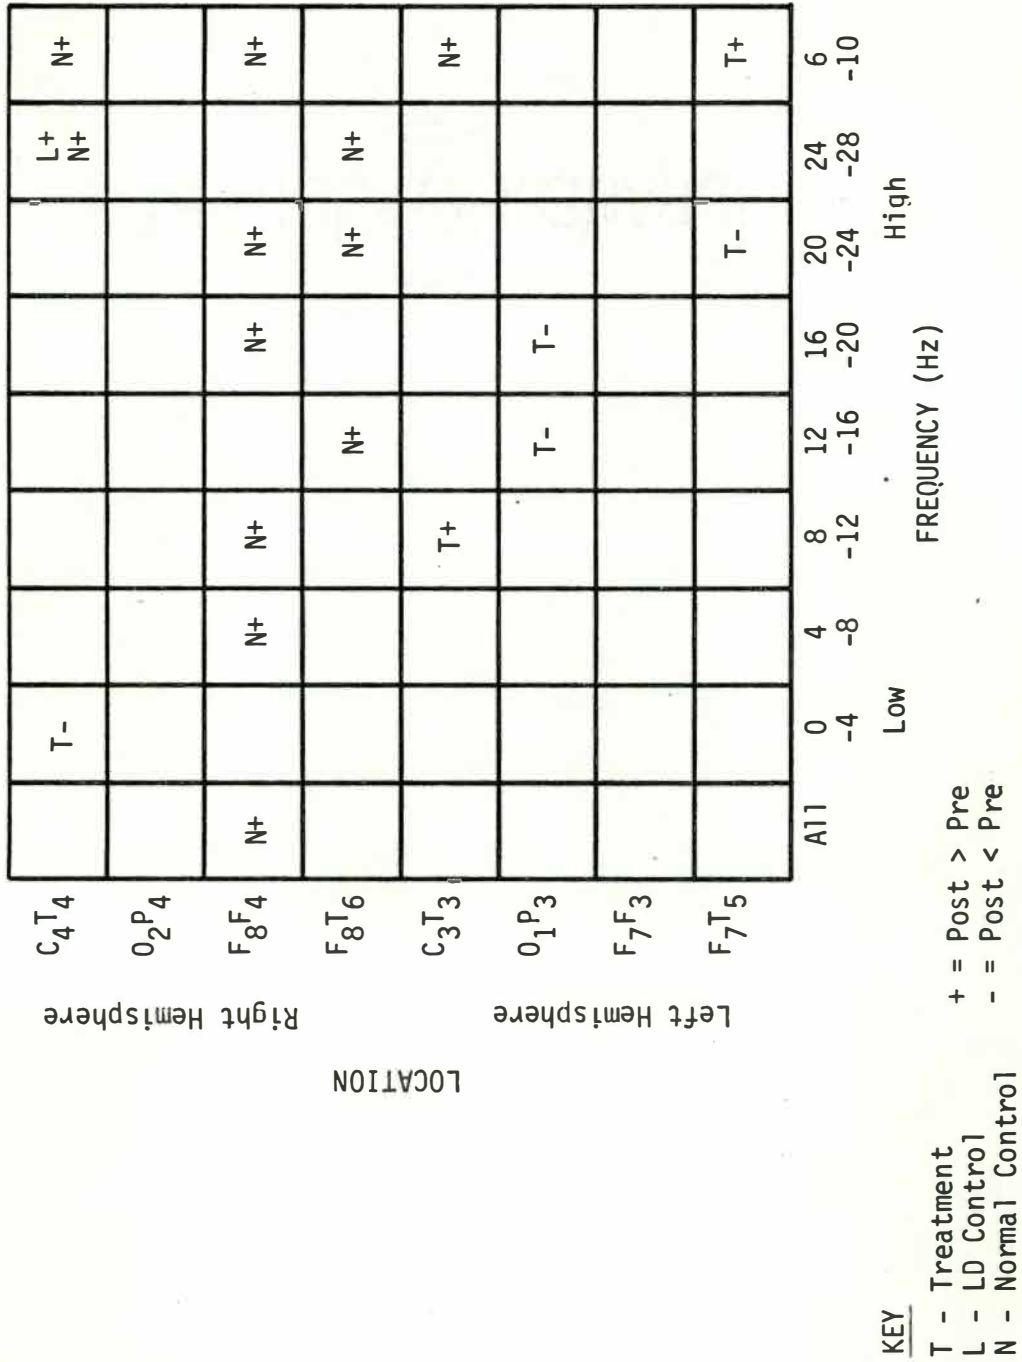 LOCATION
Right Hemisphere
Left Hemisphere
C₄T₄ T- L+ N+
N+
O₂P₄
F₈F₄ N+ N+ N+ N+ N+ N+
F₈T₆ N+ N+ N+
C₃T₃ T+ N+
O₁P₃ T- T-
F₇F₃
F₇T₅ T- T+
All 0 4 8 12 16 20 24 6
-4 -8 -12 -16 -20 -24 -28 -10
Low High
FREQUENCY (Hz)
KEY
T - Treatment
L - LD Control
N - Normal Control
+ = Post > Pre
- = Post < Pre